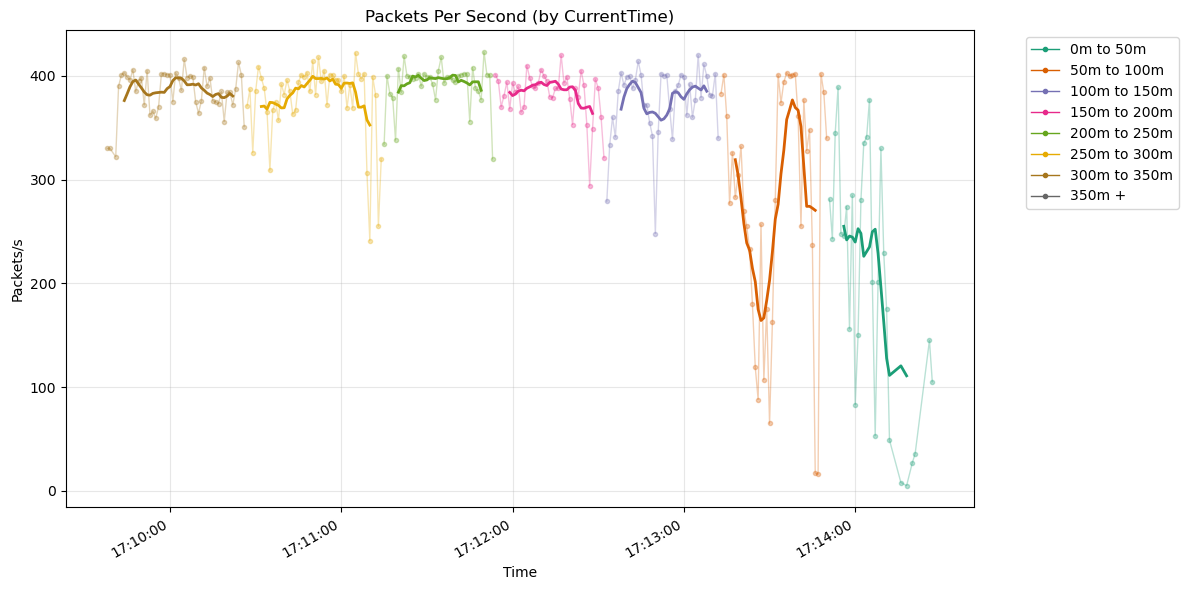 Packets Per Second (by CurrentTime)
0m to 50m
50m to 100m
100m to 150m
150m to 200m
200m to 250m
250m to 300m
300m to 350m
350m +
400
300
200
100
0
Packets/s
17:10:00
17:11:00
17:12:00
17:13:00
17:14:00
Time